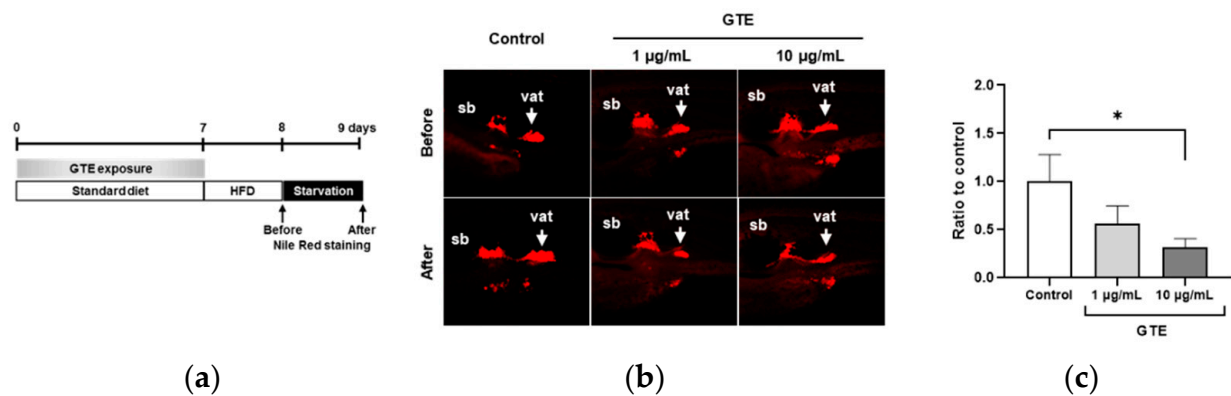 0 7 8 9 days
GTE exposure
Standard diet HFD Starvation
Before After
Nile Red staining
(a)
GTE
Control
1 µg/mL 10 µg/mL
Before
sb vat sb vat sb vat
After
sb vat sb vat sb vat
(b)
Ratio to control
2.0
1.5
1.0
0.5
0.0
*
Control 1 µg/mL 10 µg/mL
GTE
(c)